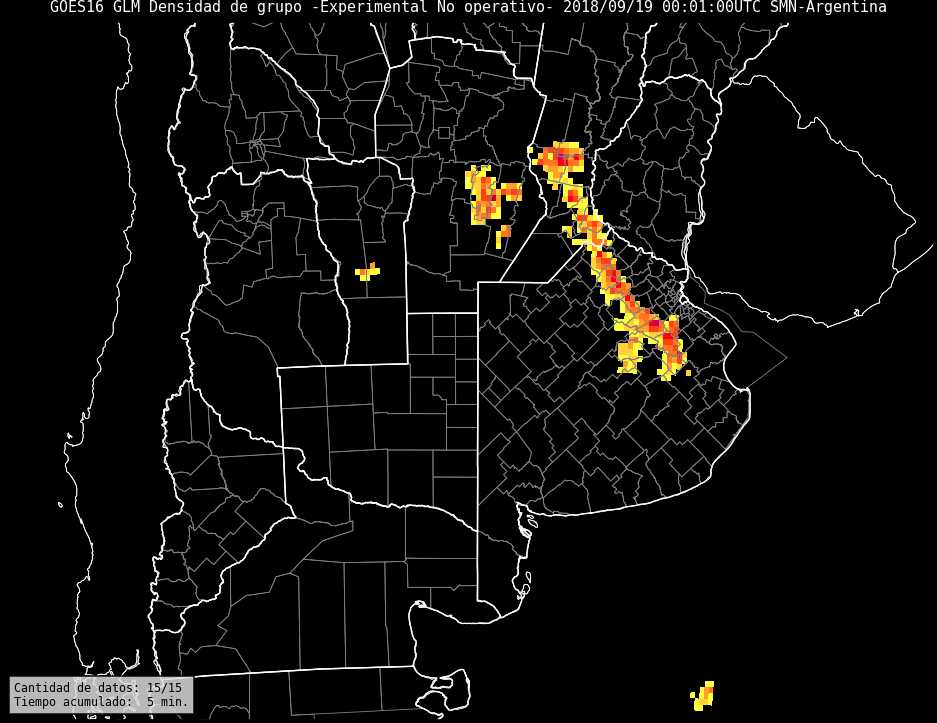 GOES16 GLM Densidad de grupo -Experimental No operativo- 2018/09/19 00:01:00UTC SMN-Argentina
Cantidad de datos: 15/15
Tiempo acumulado:  5 min.